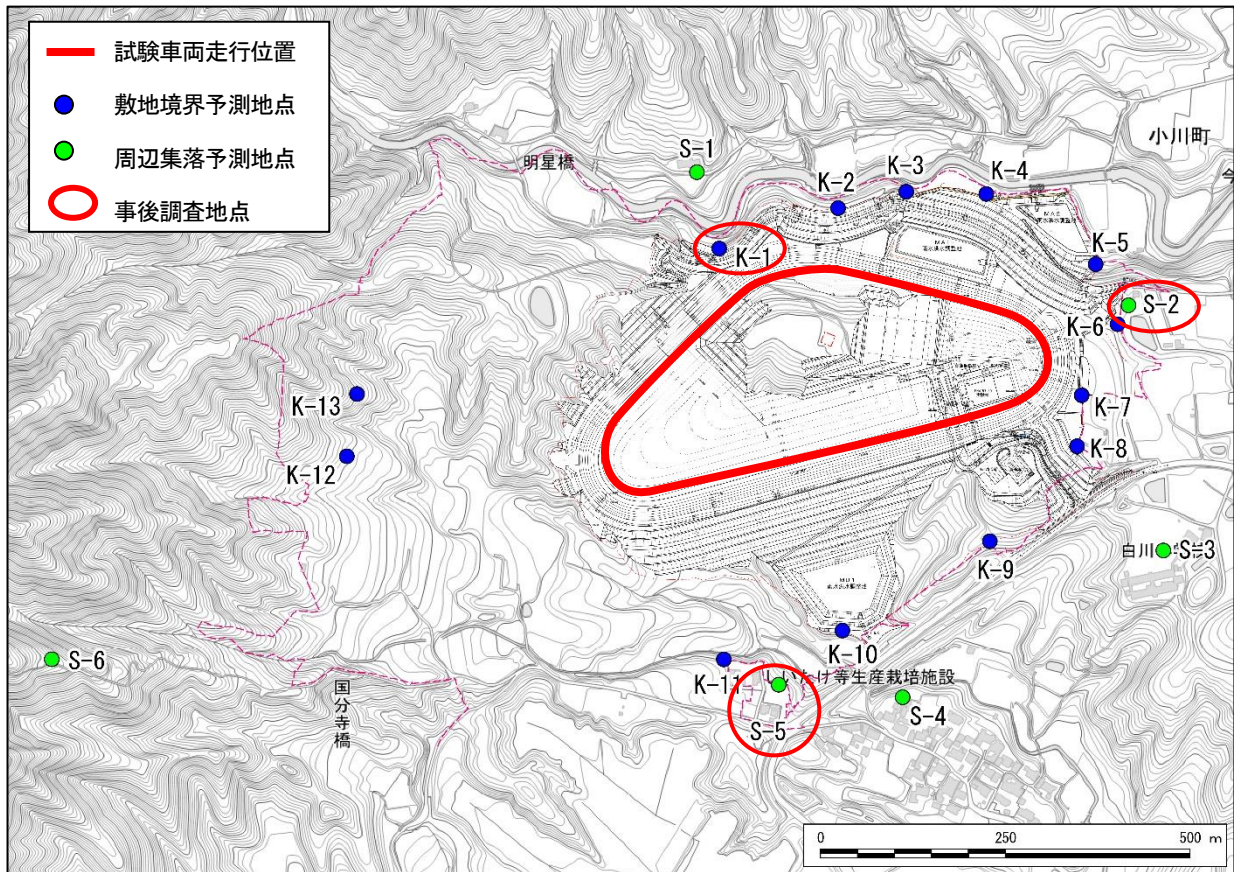 試験車両走行位置
敷地境界予測地点
周辺集落予測地点
事後調査地点
小川町
明星橋
S-1
K-2
K-3
K-4
K-1
K-5
S-2
K-6
K-7
K-8
K-13
K-12
K-9
白川
S-3
K-10
S-6
K-11
しいたけ等生産栽培施設
S-4
S-5
国分寺橋
0 250 500 m